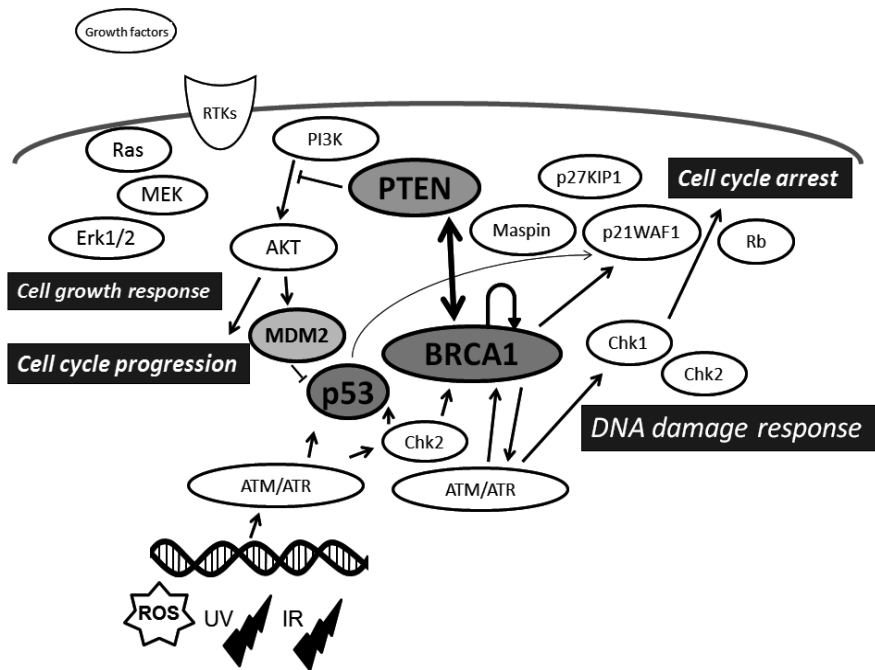 Growth factors
RTKs
Ras
PI3K
MEK
PTEN
p27KIP1
Cell cycle arrest
Erk1/2
AKT
Maspin
p21WAF1
Rb
Cell growth response
MDM2
Cell cycle progression
BRCA1
Chk1
Chk2
p53
Chk2
DNA damage response
ATM/ATR
ATM/ATR
ROS
UV
IR